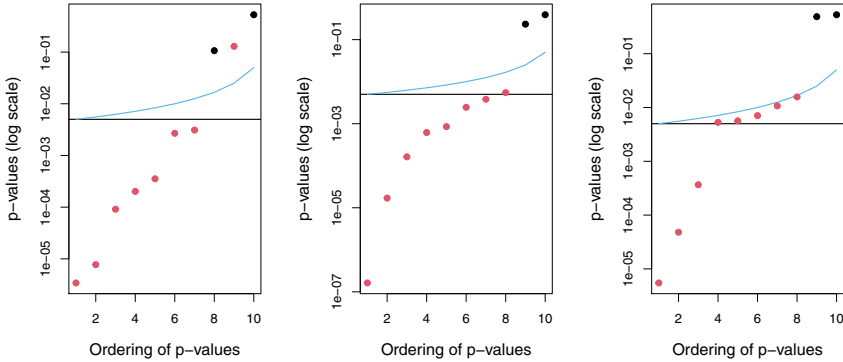 p−values (log scale)
1e−01
1e−02
1e−03
1e−04
1e−05
2 4 6 8 10
Ordering of p−values
p−values (log scale)
1e−01
1e−03
1e−05
1e−07
2 4 6 8 10
Ordering of p−values
p−values (log scale)
1e−01
1e−02
1e−03
1e−04
1e−05
2 4 6 8 10
Ordering of p−values